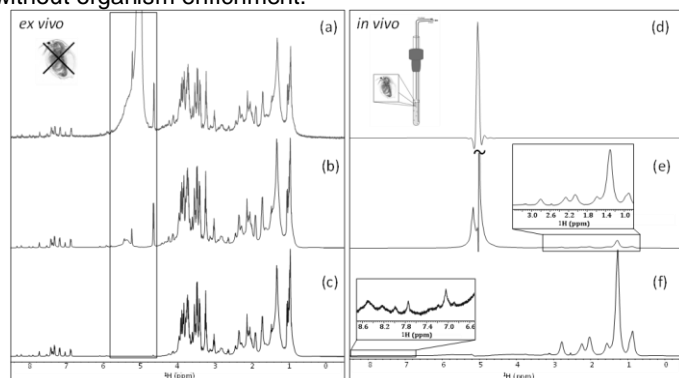 without organism enrichment.
ex vivo
(a)
in vivo
(d)
(b)
(e)
3.0 2.6 2.2 1.8 1.4 1.0
¹H (ppm)
(c)
(f)
8.6 8.2 7.8 7.4 7.0 6.6
¹H (ppm)
8 7 6 5 4 3 2 1 0
¹H (ppm)
8 7 6 5 4 3 2 1 0
¹H (ppm)